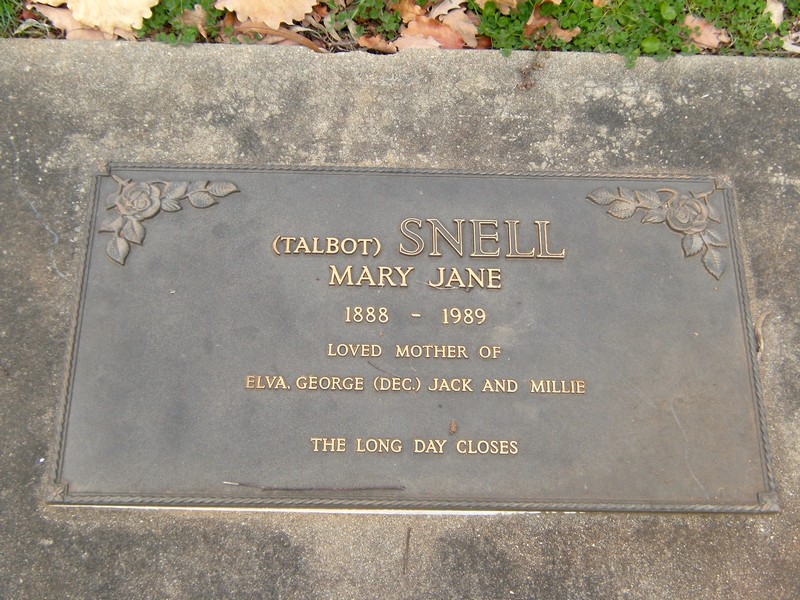 (TALBOT) SNELL
MARY JANE
1888 - 1989
LOVED MOTHER OF
ELVA, GEORGE (DEC.) JACK AND MILLIE
THE LONG DAY CLOSES